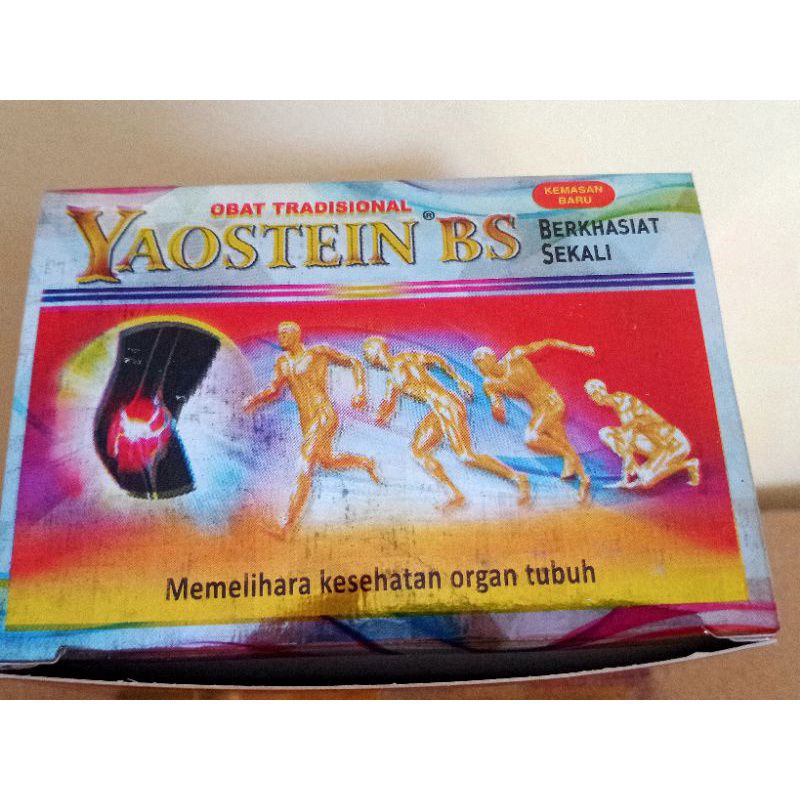 OBAT TRADISIONAL
KEMASAN
BARU
YAOSTEIN® BS
BERKHASIAT
SEKALI
Memelihara kesehatan organ tubuh